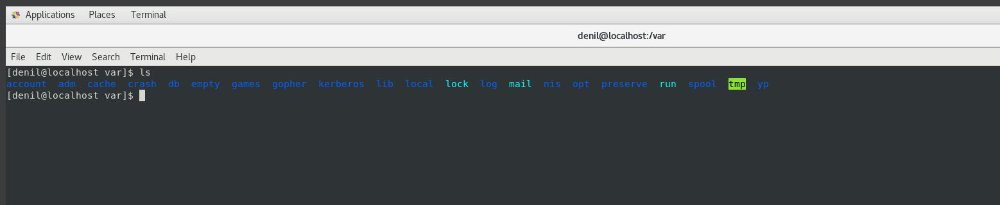 Applications Places Terminal
denil@localhost:/var
File Edit View Search Terminal Help
[denil@localhost var]$ ls
account adm cache crash db empty games gopher kerberos lib local lock log mail nis opt preserve run spool tmp yp
[denil@localhost var]$